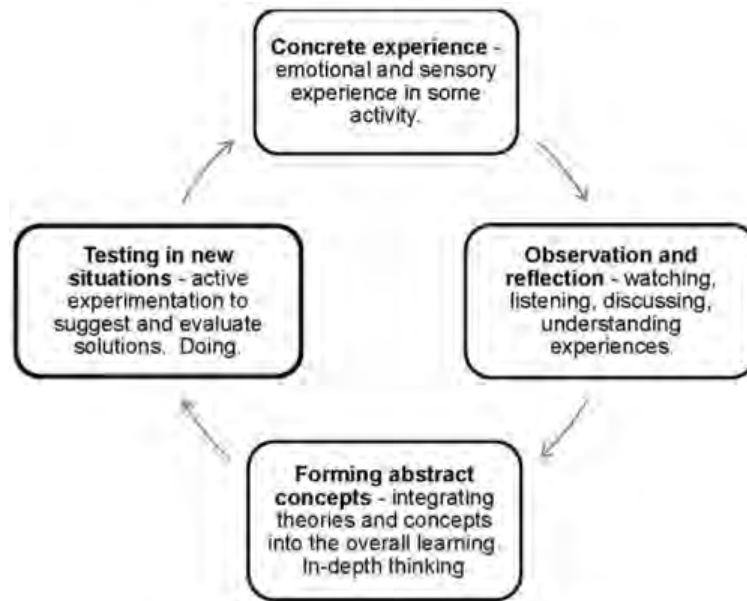 Concrete experience -
emotional and sensory
experience in some
activity.
Observation and
reflection - watching,
listening, discussing,
understanding
experiences.
Forming abstract
concepts - integrating
theories and concepts
into the overall learning.
In-depth thinking
Testing in new
situations - active
experimentation to
suggest and evaluate
solutions. Doing.